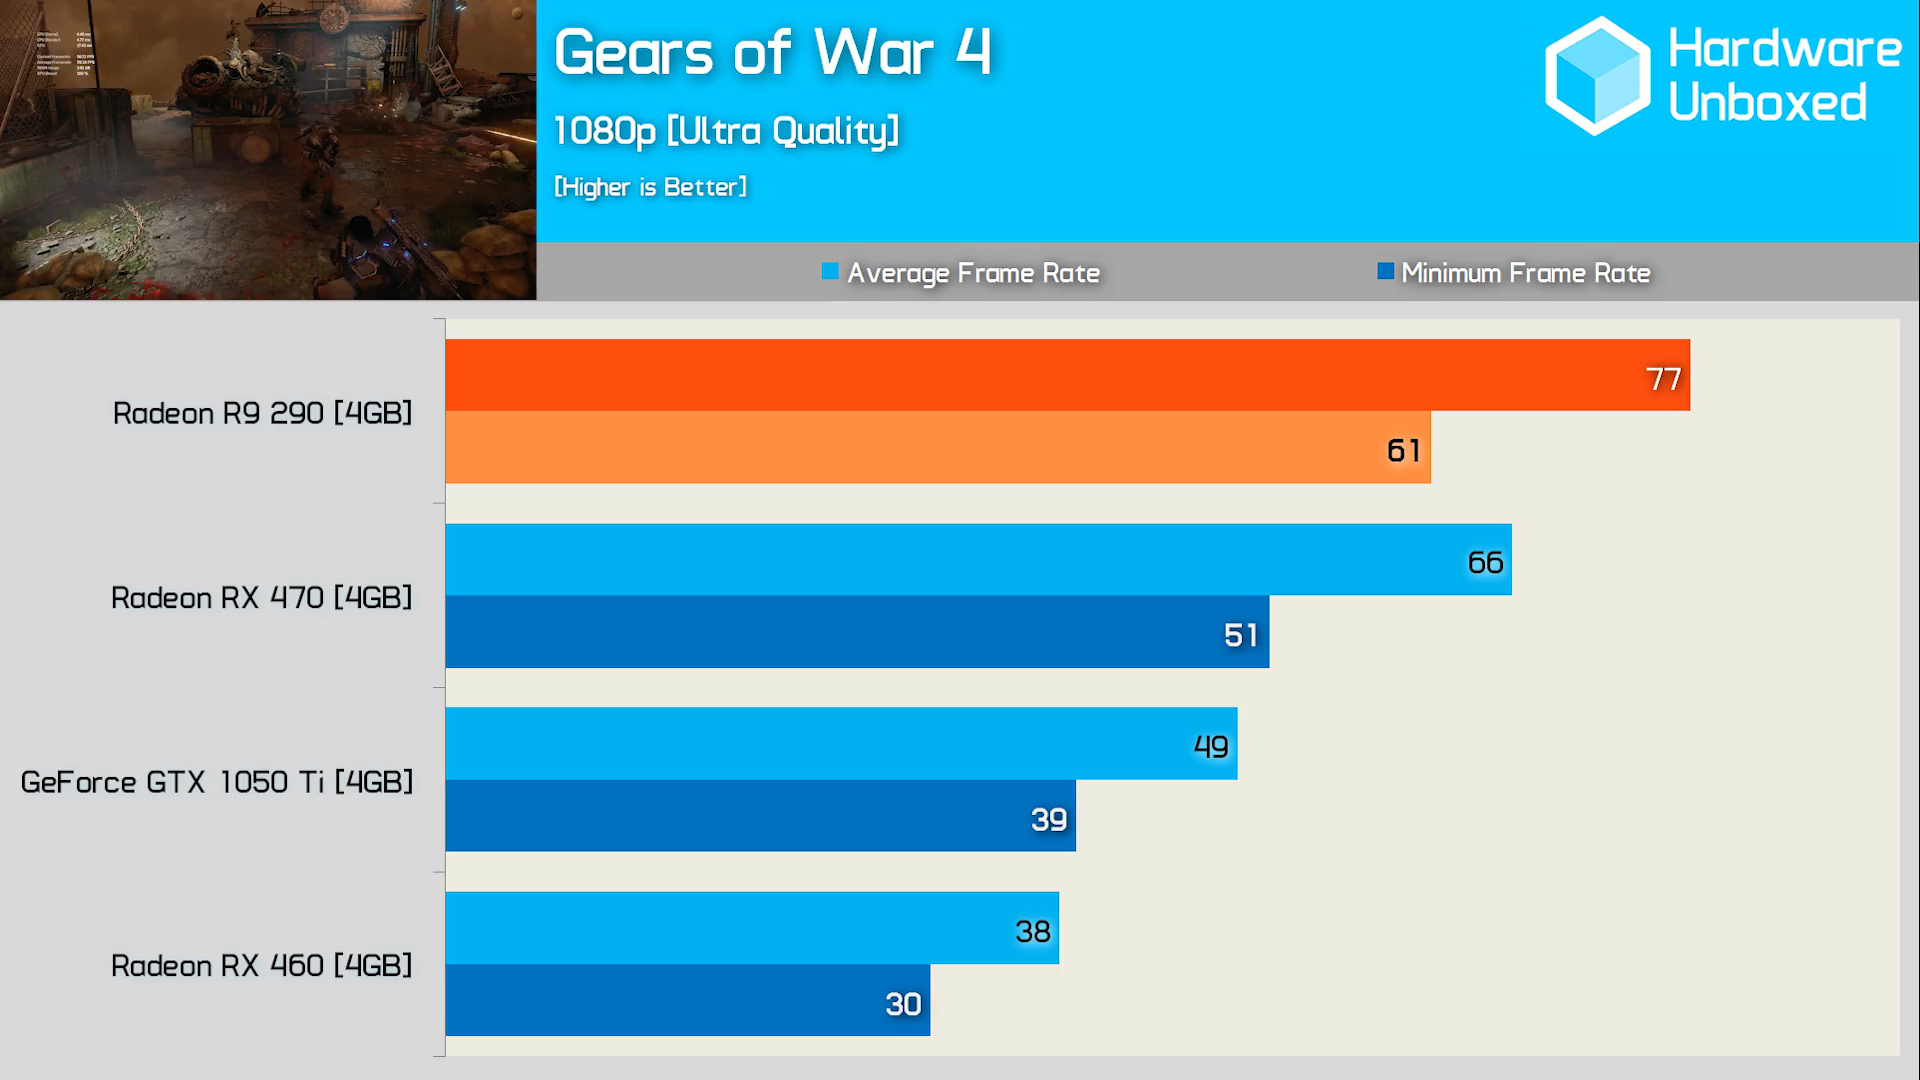 Gears of War 4
1080p [Ultra Quality]
[Higher is Better]
Hardware
Unboxed
Average Frame Rate
Minimum Frame Rate
Radeon R9 290 [4GB]
77
61
Radeon RX 470 [4GB]
66
51
GeForce GTX 1050 Ti [4GB]
49
39
Radeon RX 460 [4GB]
38
30